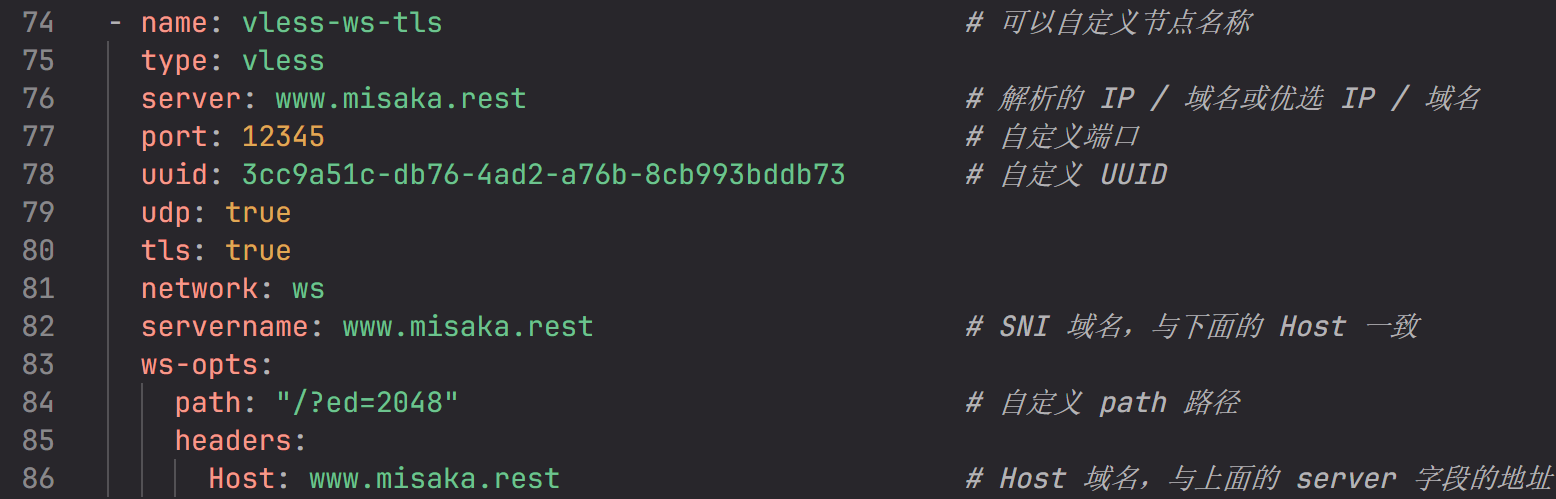 74 - name: vless-ws-tls # 可以自定义节点名称
75 type: vless
76 server: www.misaka.rest # 解析的 IP / 域名或优选 IP / 域名
77 port: 12345 # 自定义端口
78 uuid: 3cc9a51c-db76-4ad2-a76b-8cb993bddb73 # 自定义 UUID
79 udp: true
80 tls: true
81 network: ws
82 servername: www.misaka.rest # SNI 域名，与下面的 Host 一致
83 ws-opts:
84 path: "/?ed=2048" # 自定义 path 路径
85 headers:
86 Host: www.misaka.rest # Host 域名，与上面的 server 字段的地址